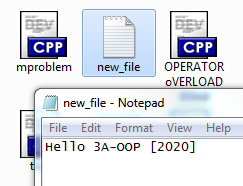 CPP
CPP
mproblem
new_file
OPERATOR
oVERLOAD
new_file - Notepad
File Edit Format View Help
Hello 3A-OOP [2020]